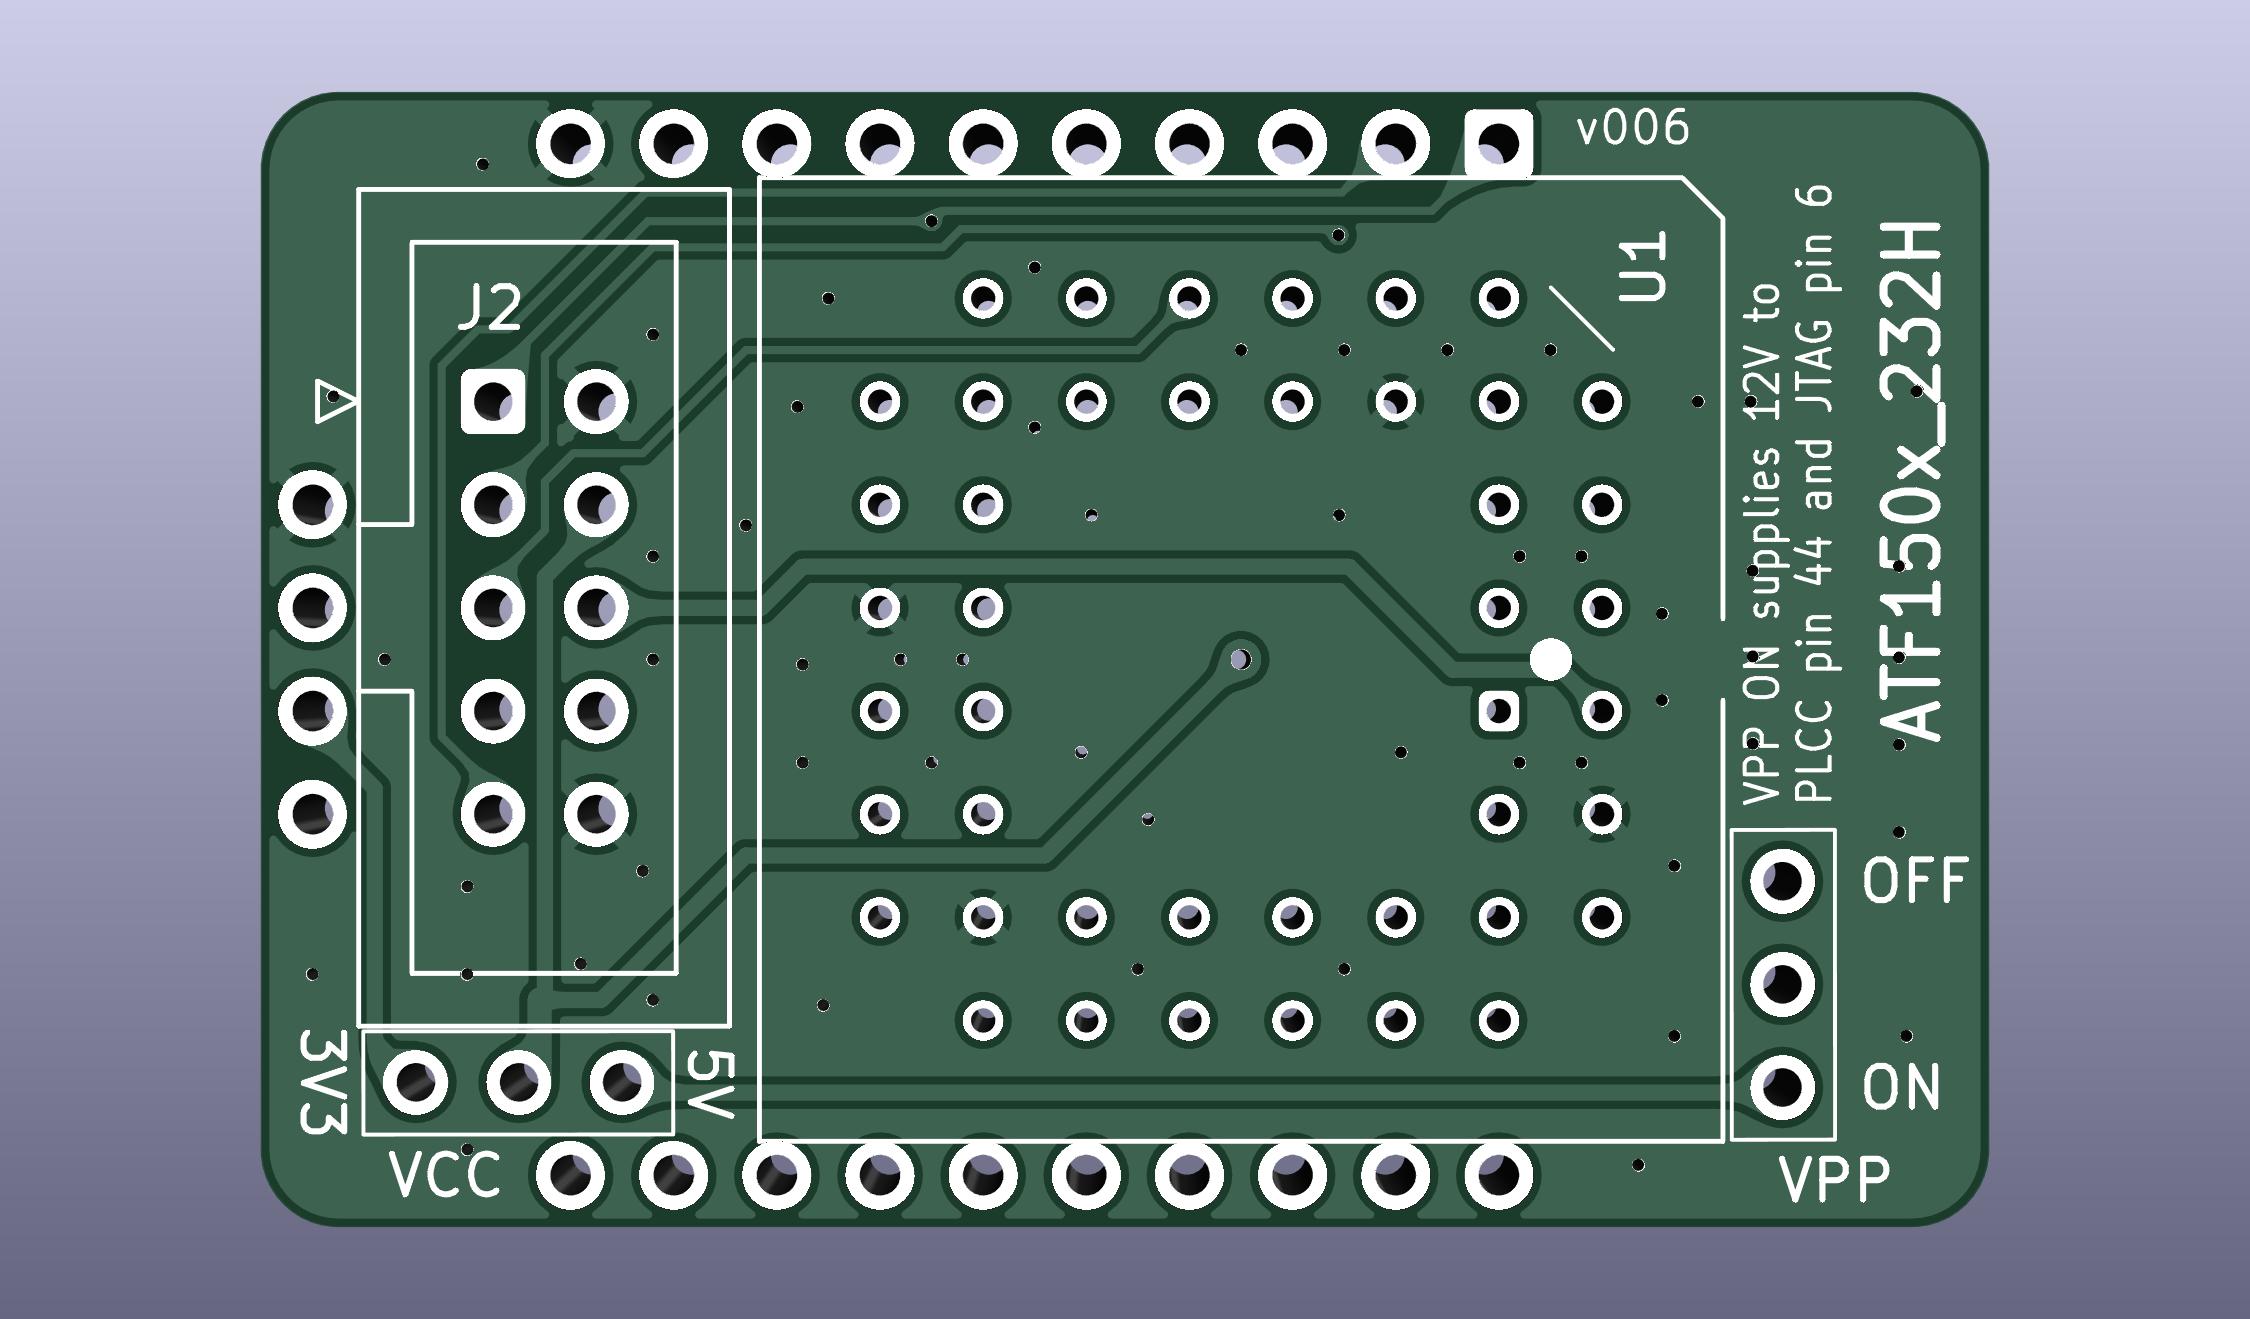 v006
U1
J2
VPP ON supplies 12V to
PLCC pin 44 and JTAG pin 6
ATF150x_232H
OFF
ON
VPP
3V3
5V
VCC